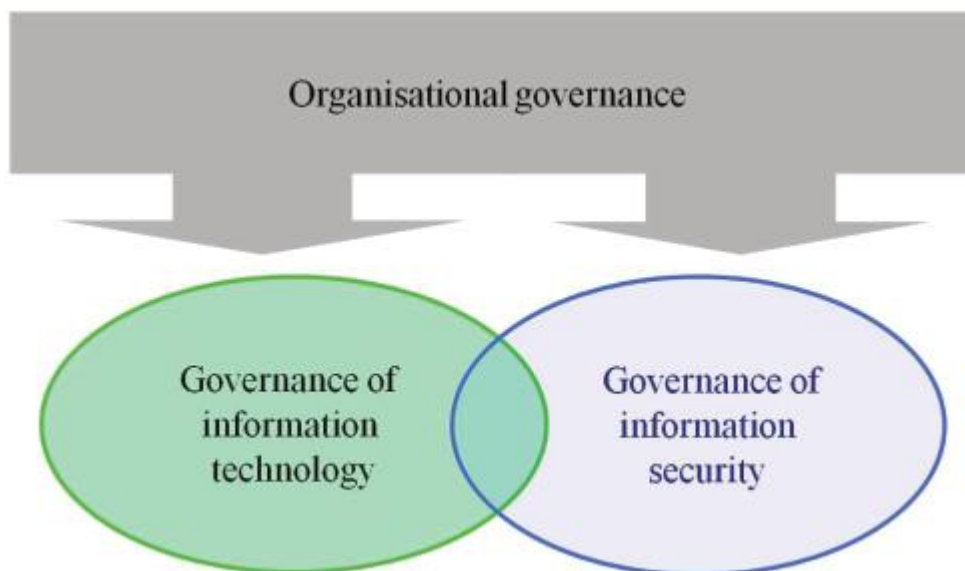 Organisational governance
Governance of
information
technology
Governance of
information
security